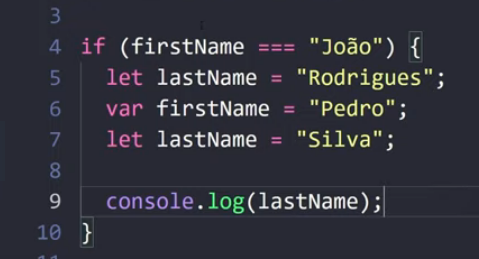 3
4 if (firstName === "João") {
5 let lastName = "Rodrigues";
6 var firstName = "Pedro";
7 let lastName = "Silva";
8
9 console.log(lastName);
10 }